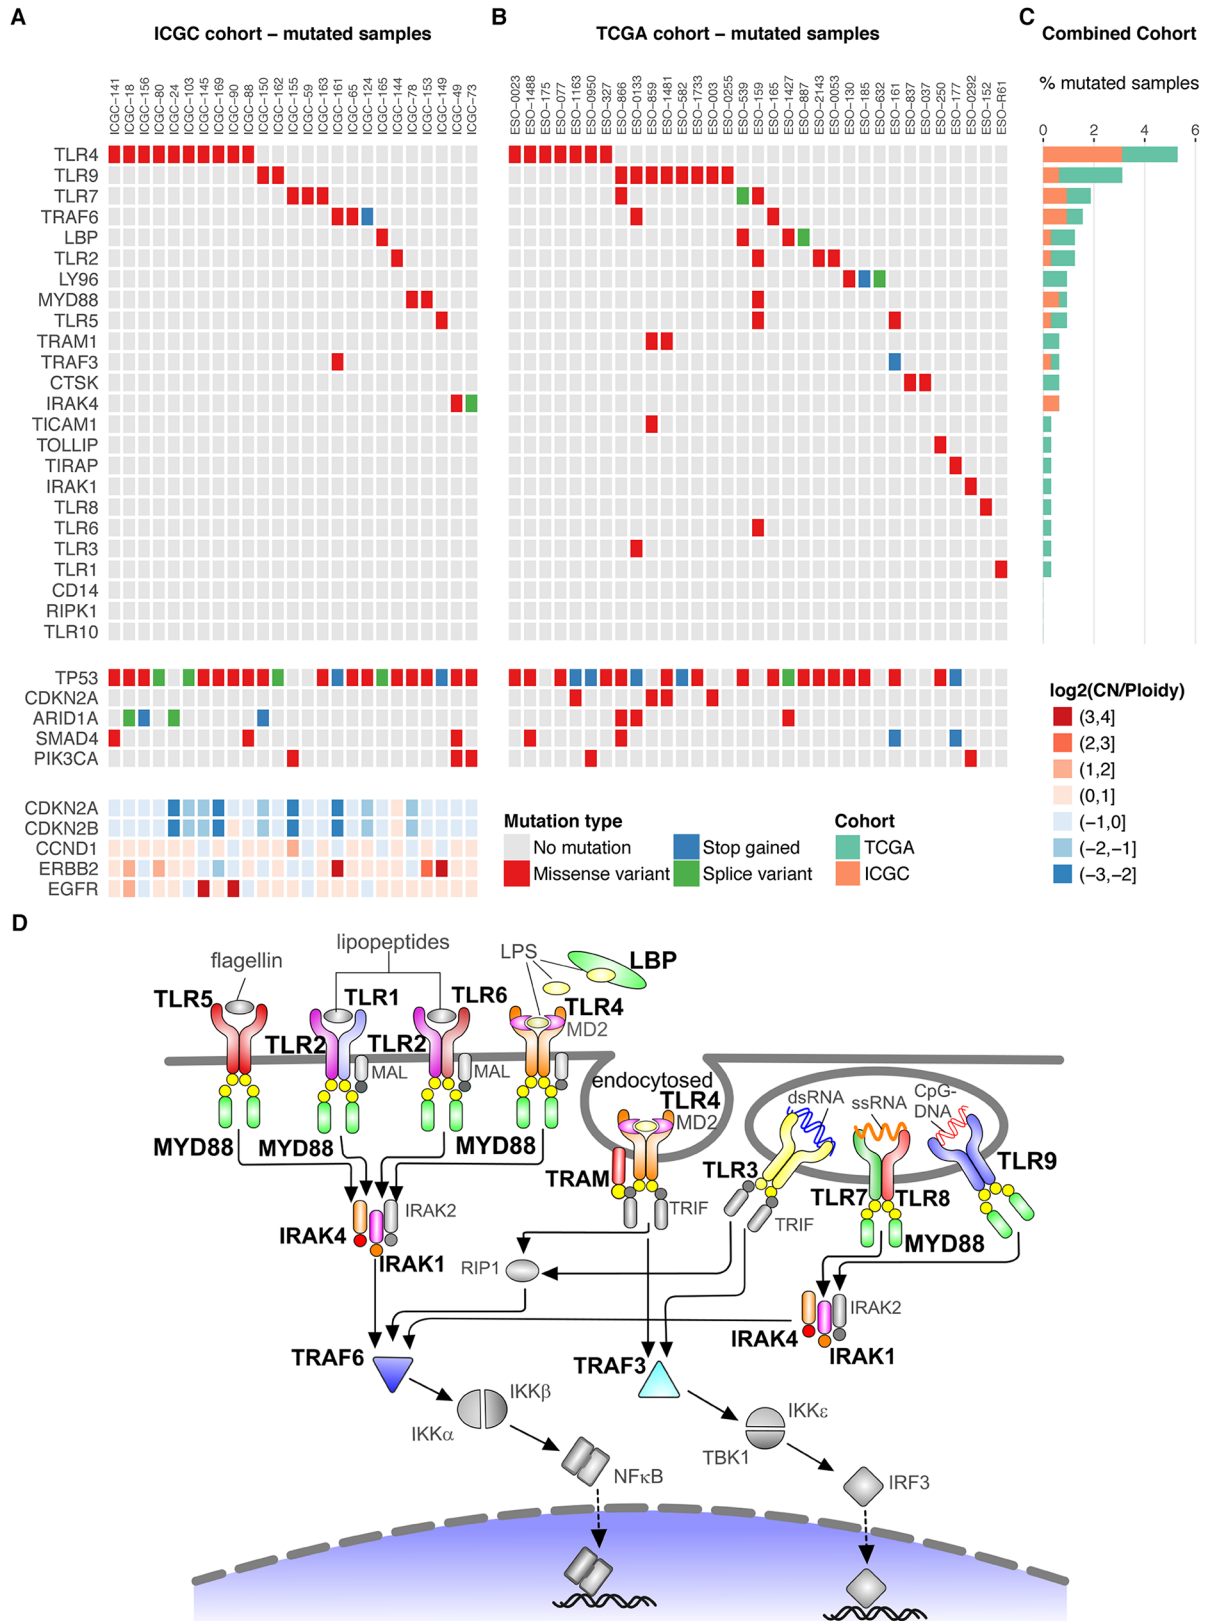 A
ICGC cohort – mutated samples
B
TCGA cohort – mutated samples
C
Combined Cohort
% mutated samples
ICGC–141
ICGC–18
ICGC–156
ICGC–80
ICGC–24
ICGC–103
ICGC–145
ICGC–169
ICGC–90
ICGC–88
ICGC–150
ICGC–162
ICGC–155
ICGC–59
ICGC–163
ICGC–161
ICGC–65
ICGC–124
ICGC–165
ICGC–144
ICGC–78
ICGC–153
ICGC–149
ICGC–49
ICGC–73
ESO–0023
ESO–1488
ESO–175
ESO–077
ESO–1163
ESO–0950
ESO–327
ESO–866
ESO–0133
ESO–859
ESO–1481
ESO–582
ESO–1733
ESO–003
ESO–0255
ESO–539
ESO–159
ESO–165
ESO–1427
ESO–887
ESO–2143
ESO–0053
ESO–130
ESO–185
ESO–632
ESO–161
ESO–837
ESO–037
ESO–250
ESO–177
ESO–0292
ESO–152
ESO–R61
0 2 4 6
TLR4
TLR9
TLR7
TRAF6
LBP
TLR2
LY96
MYD88
TLR5
TRAM1
TRAF3
CTSK
IRAK4
TICAM1
TOLLIP
TIRAP
IRAK1
TLR8
TLR6
TLR3
TLR1
CD14
RIPK1
TLR10
TP53
CDKN2A
ARID1A
SMAD4
PIK3CA
CDKN2A
CDKN2B
CCND1
ERBB2
EGFR
Mutation type
No mutation
Missense variant
Stop gained
Splice variant
Cohort
TCGA
ICGC
log2(CN/Ploidy)
(3,4]
(2,3]
(1,2]
(0,1]
(−1,0]
(−2,−1]
(−3,−2]
D
flagellin
lipopeptides
LPS
LBP
TLR5
TLR1
TLR6
TLR4
MD2
TLR2
TLR2
MAL
MAL
endocytosed
TLR4
MD2
dsRNA
ssRNA
CpG-
DNA
MYD88
MYD88
MYD88
TRAM
TRIF
TLR3
TRIF
TLR7
TLR8
TLR9
MYD88
IRAK4
IRAK2
IRAK1
RIP1
IRAK4
IRAK2
IRAK1
TRAF6
TRAF3
IKKβ
IKKα
IKKε
TBK1
NFκB
IRF3